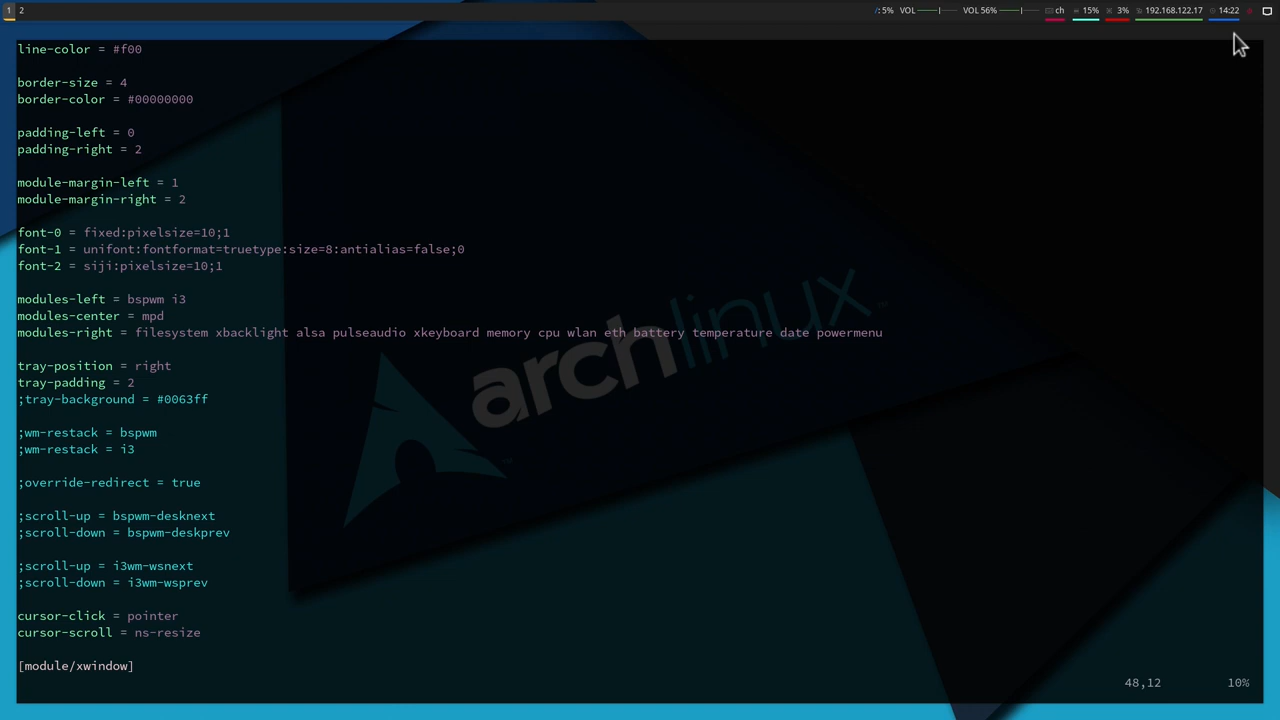 1 2 /: 5% VOL VOL 56% ch 15% 3% 192.168.122.17 14:22
line-color = #f00
border-size = 4
border-color = #00000000
padding-left = 0
padding-right = 2
module-margin-left = 1
module-margin-right = 2
font-0 = fixed:pixelsize=10;1
font-1 = unifont:fontformat=truetype:size=8:antialias=false;0
font-2 = siji:pixelsize=10;1
modules-left = bspwm i3
modules-center = mpd
modules-right = filesystem xbacklight alsa pulseaudio xkeyboard memory cpu wlan eth battery temperature date powermenu
tray-position = right
tray-padding = 2
;tray-background = #0063ff
;wm-restack = bspwm
;wm-restack = i3
;override-redirect = true
;scroll-up = bspwm-desknext
;scroll-down = bspwm-deskprev
;scroll-up = i3wm-wsnext
;scroll-down = i3wm-wsprev
cursor-click = pointer
cursor-scroll = ns-resize
[module/xwindow]
48,12 10%
archlinux™